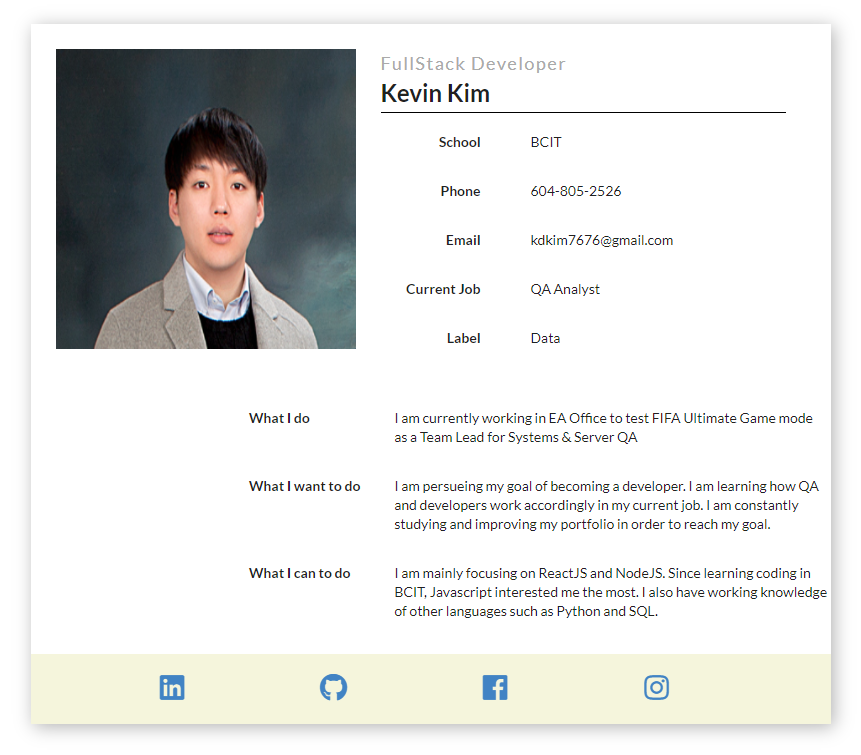 FullStack Developer
Kevin Kim
School BCIT
Phone 604-805-2526
Email kdkim7676@gmail.com
Current Job QA Analyst
Label Data
What I do I am currently working in EA Office to test FIFA Ultimate Game mode
as a Team Lead for Systems & Server QA
What I want to do I am persueing my goal of becoming a developer. I am learning how QA
and developers work accordingly in my current job. I am constantly
studying and improving my portfolio in order to reach my goal.
What I can to do I am mainly focusing on ReactJS and NodeJS. Since learning coding in
BCIT, Javascript interested me the most. I also have working knowledge
of other languages such as Python and SQL.